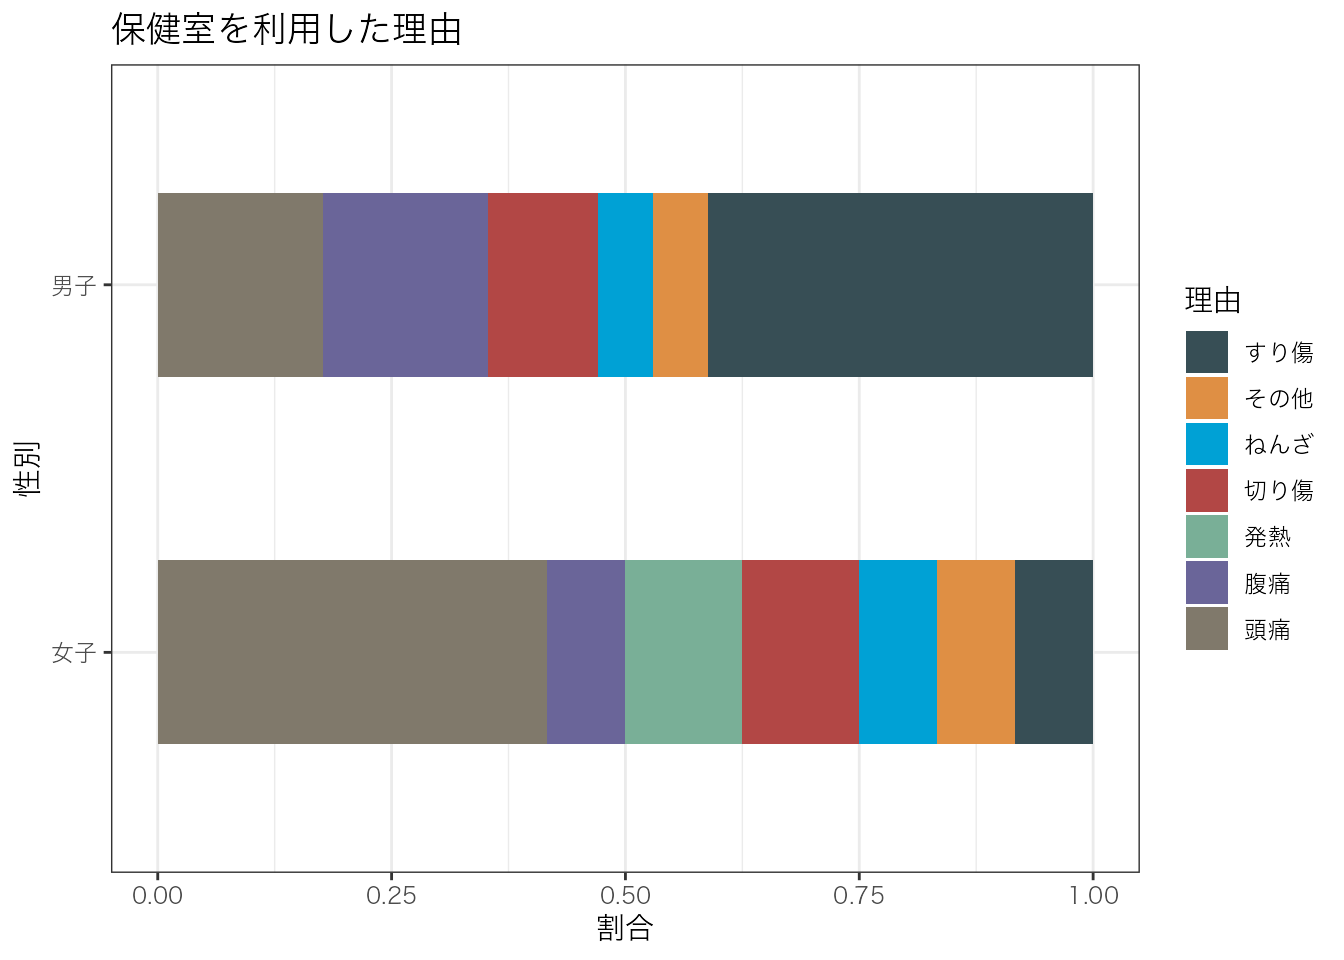 保健室を利用した理由
男子
女子
性別
0.00 0.25 0.50 0.75 1.00
割合
理由
すり傷
その他
ねんざ
切り傷
発熱
腹痛
頭痛